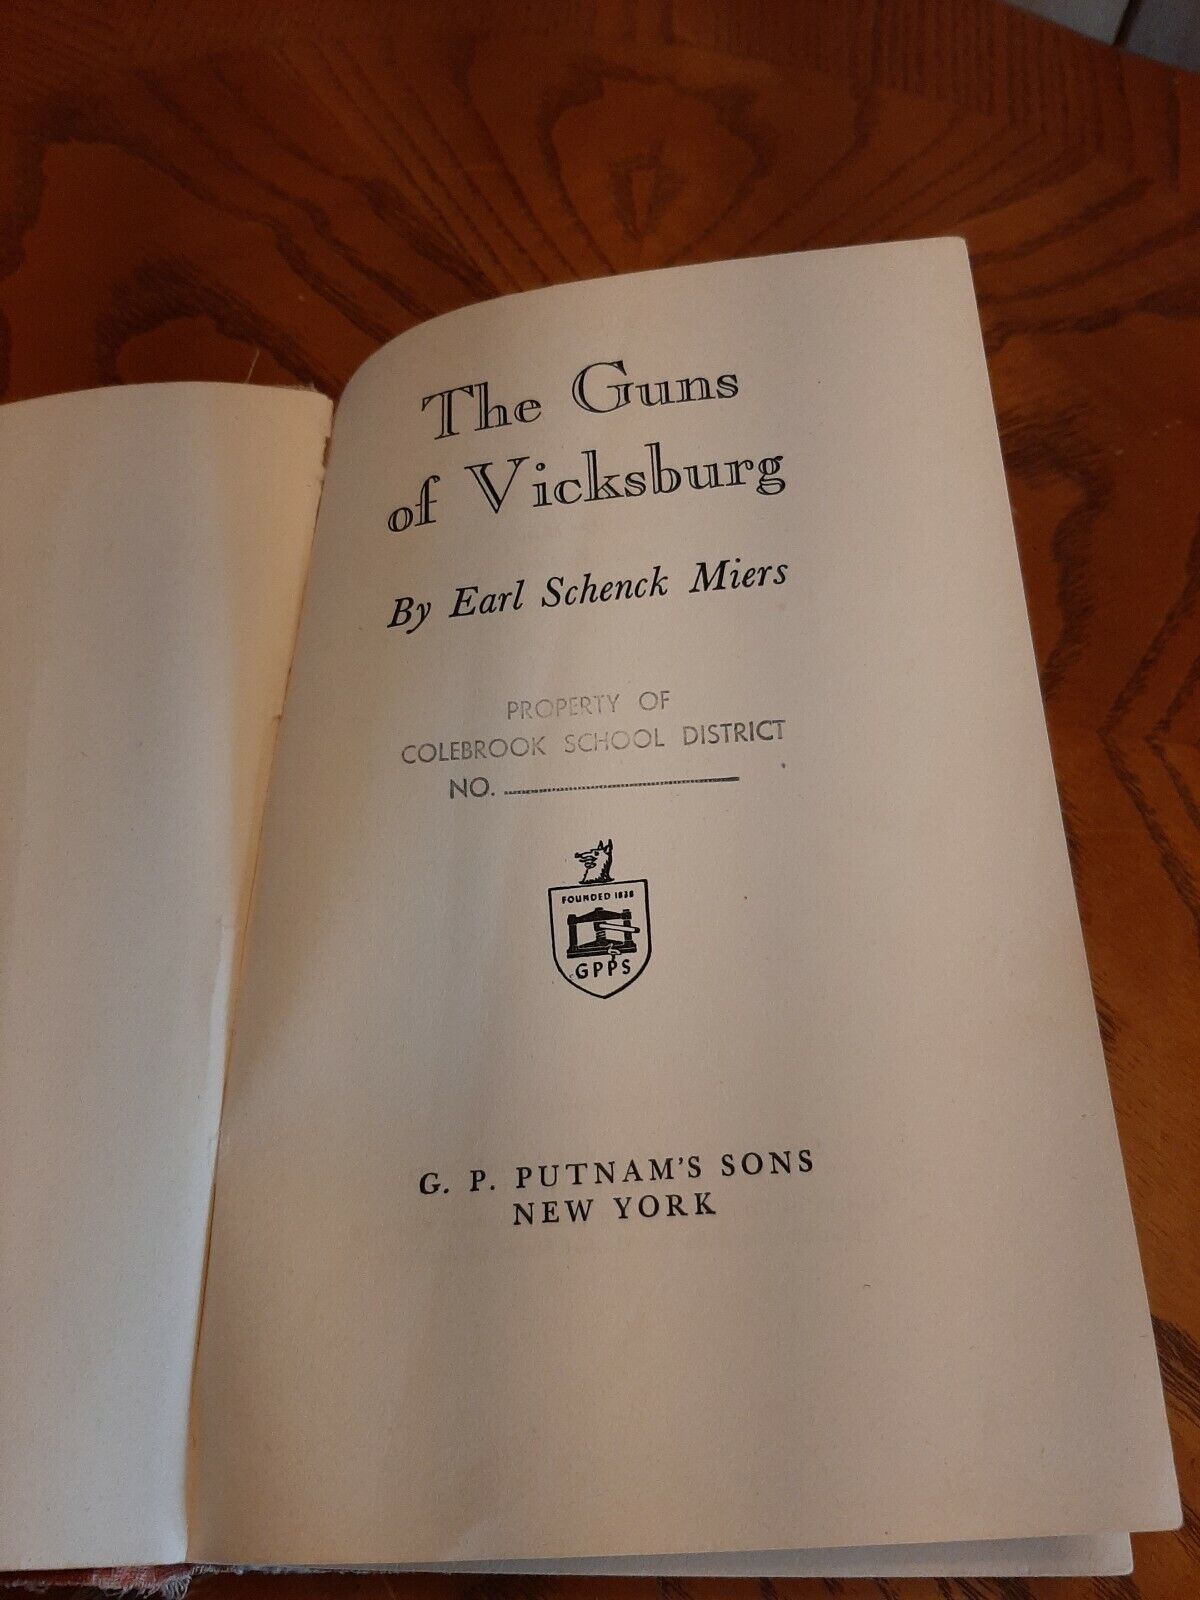 The Guns
of Vicksburg
By Earl Schenck Miers
PROPERTY OF
COLEBROOK SCHOOL DISTRICT
NO.
FOUNDED 1838
GPPS
G. P. PUTNAM'S SONS
NEW YORK